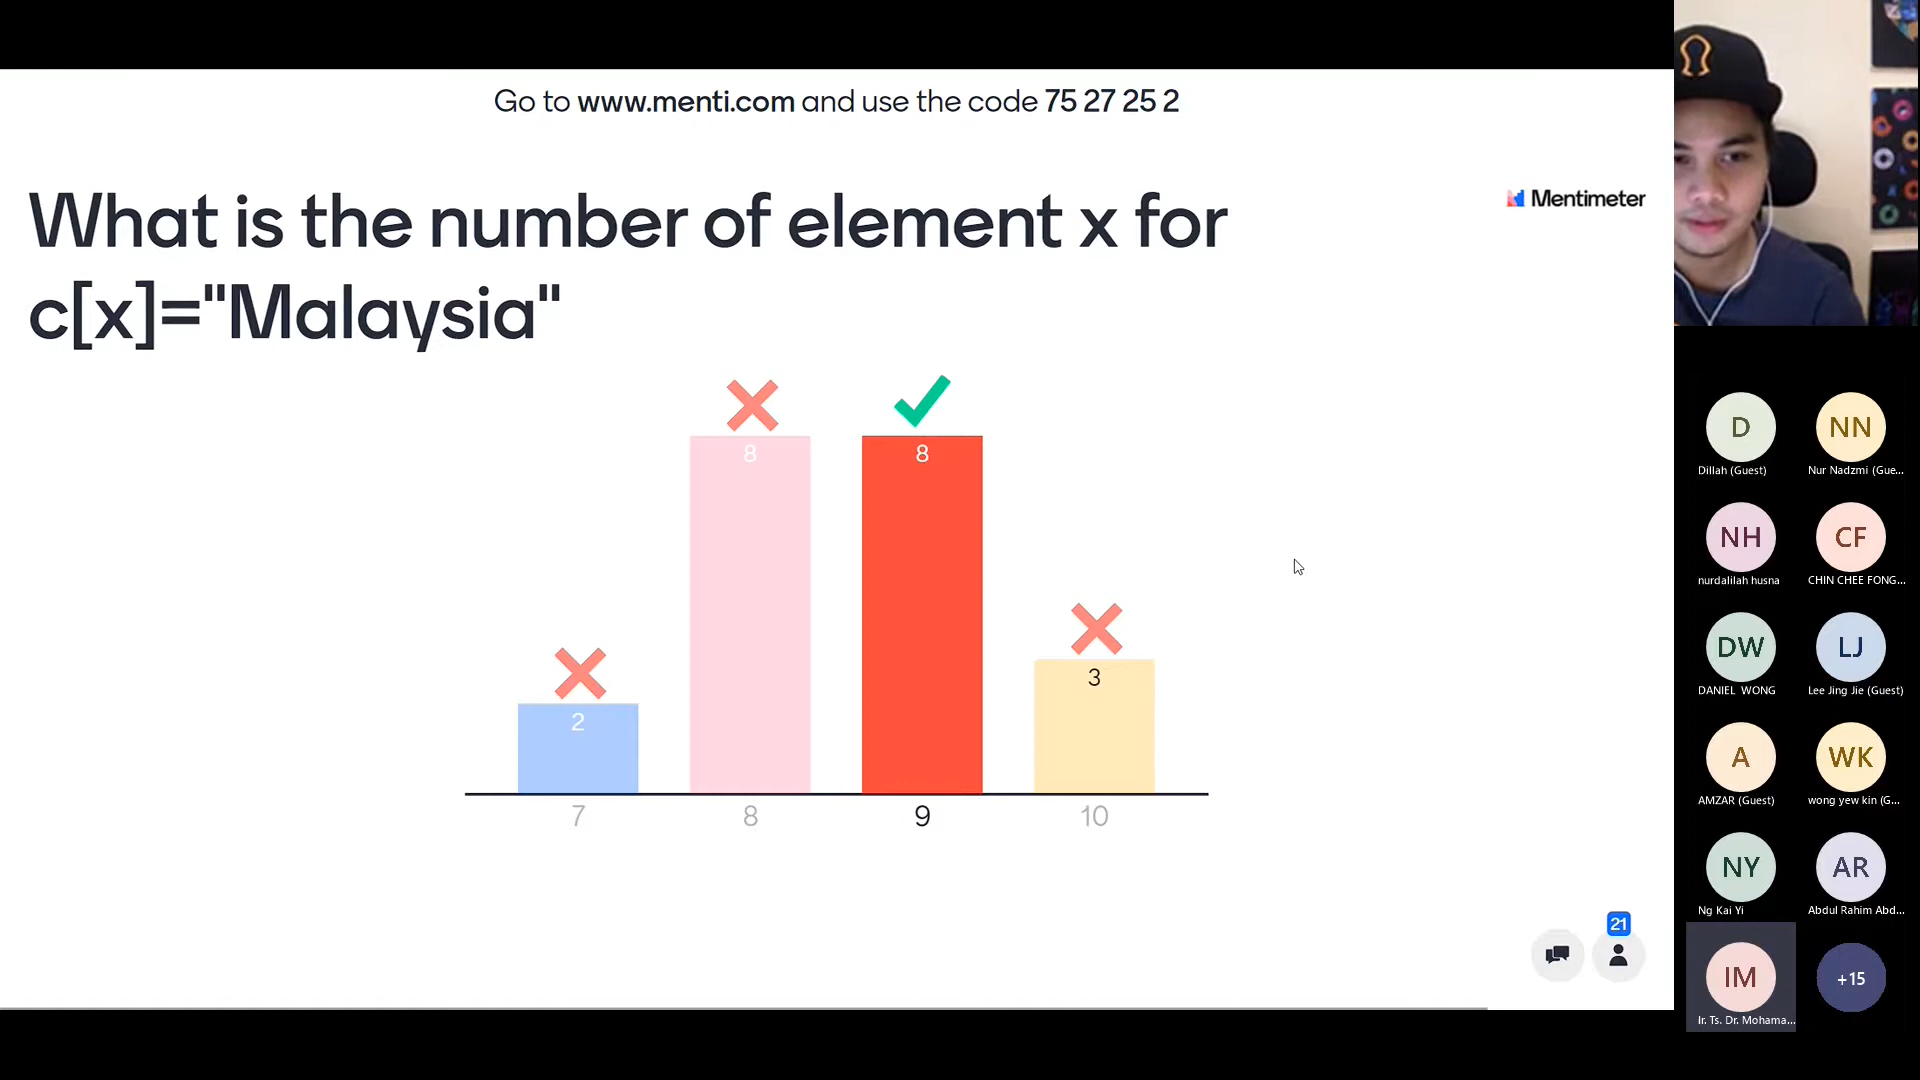 Go to www.menti.com and use the code 75 27 25 2
What is the number of element x for
c[x]="Malaysia"
Mentimeter
8
8
3
2
7
8
9
10
21
D
NN
Dillah (Guest)
Nur Nadzmi (Gue...
NH
CF
nurdalilah husna
CHIN CHEE FONG...
DW
LJ
DANIEL WONG
Lee Jing Jie (Guest)
A
WK
AMZAR (Guest)
wong yew kin (G...
NY
AR
Ng Kai Yi
Abdul Rahim Abd...
IM
+15
Ir. Ts. Dr. Mohama...